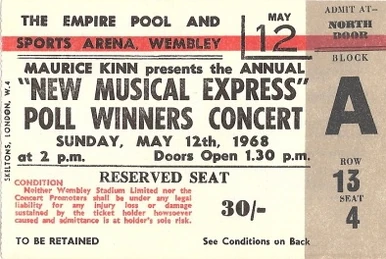 THE EMPIRE POOL AND
SPORTS ARENA, WEMBLEY
MAY
12
MAURICE KINN presents the ANNUAL
"NEW MUSICAL EXPRESS"
POLL WINNERS CONCERT
SUNDAY, MAY 12th, 1968
at 2 p.m. Doors Open 1.30 p.m.
RESERVED SEAT
CONDITION
Neither Wembley Stadium Limited nor the
Concert Promoters shall be under any legal
liability for any injury loss or damage
sustained by the ticket holder howsoever
caused and admittance is at holder's sole risk.
30/-
TO BE RETAINED
See Conditions on Back
SKELTONS, LONDON, W.4
ADMIT AT—
NORTH
DOOR
BLOCK
A
ROW
13
SEAT
4